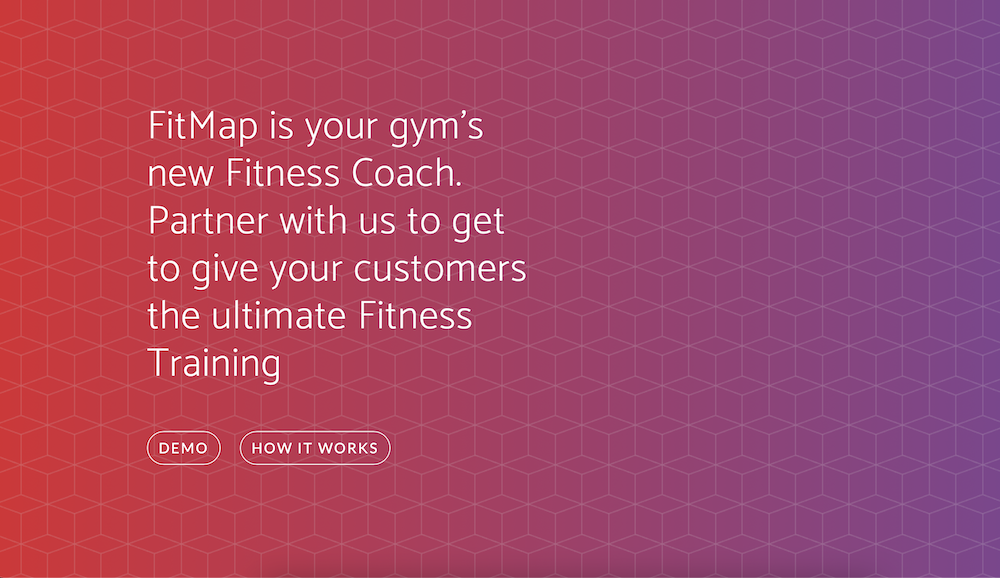 FitMap is your gym’s
new Fitness Coach.
Partner with us to get
to give your customers
the ultimate Fitness
Training
DEMO
HOW IT WORKS